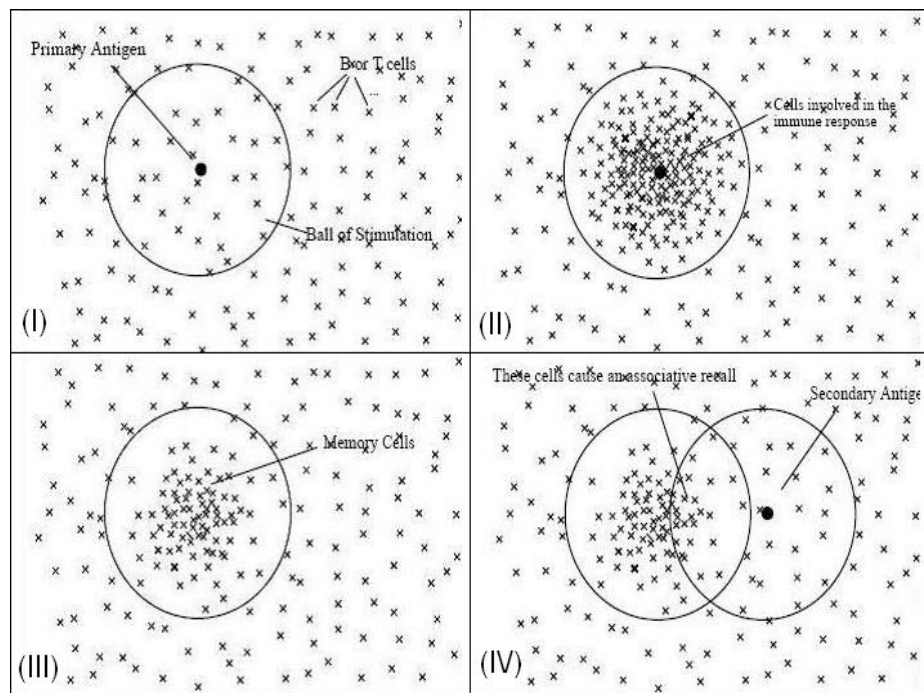 Primary Antigen
B or T cells
...
Ball of Stimulation
(I)
Cells involved in the
immune response
(II)
Memory Cells
(III)
These cells cause an associative recall
Secondary Antige
(IV)